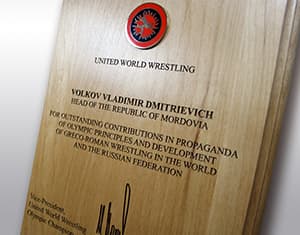 UNITED WORLD WRESTLING
VOLKOV VLADIMIR DMITRIEVICH
HEAD OF THE REPUBLIC OF MORDOVIA
FOR OUTSTANDING CONTRIBUTIONS IN PROPAGANDA
OF OLYMPIC PRINCIPLES AND DEVELOPMENT
OF GRECO-ROMAN WRESTLING IN THE WORLD
AND THE RUSSIAN FEDERATION
Vice-President
United World Wrestling
Olympic Champion